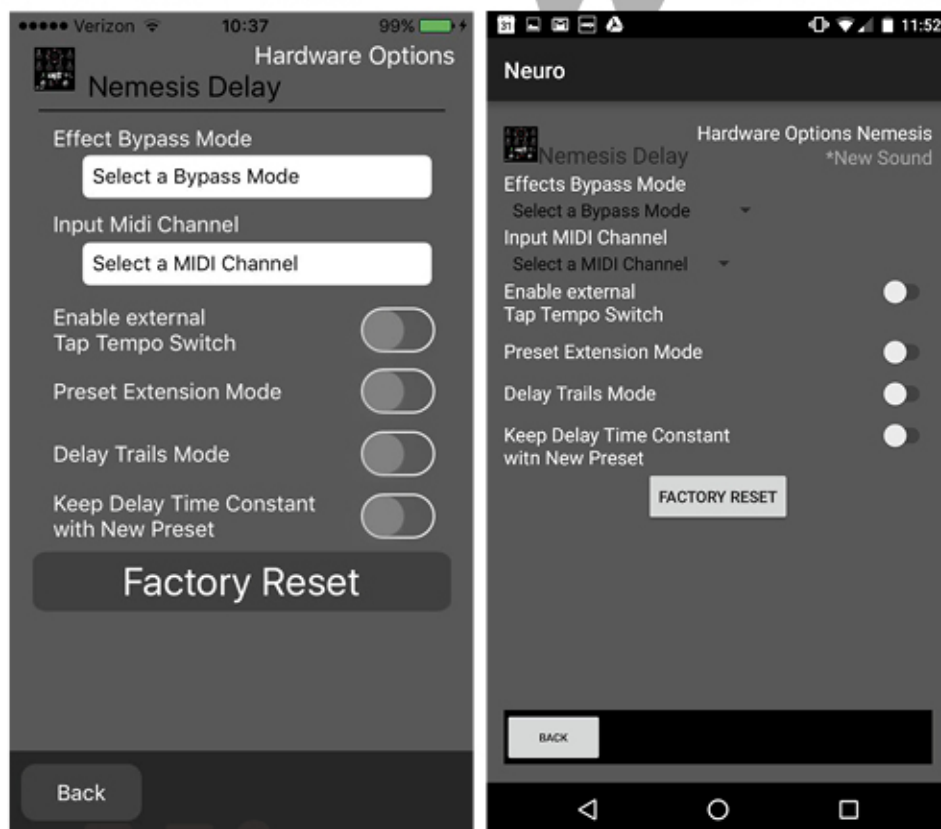 Verizon 10:37 99%
Hardware Options
Nemesis Delay
Effect Bypass Mode
Select a Bypass Mode
Input Midi Channel
Select a MIDI Channel
Enable external
Tap Tempo Switch
Preset Extension Mode
Delay Trails Mode
Keep Delay Time Constant
with New Preset
Factory Reset
Back
31 11:52
Neuro
Hardware Options Nemesis
Nemesis Delay *New Sound
Effects Bypass Mode
Select a Bypass Mode
Input MIDI Channel
Select a MIDI Channel
Enable external
Tap Tempo Switch
Preset Extension Mode
Delay Trails Mode
Keep Delay Time Constant
witn New Preset
FACTORY RESET
BACK